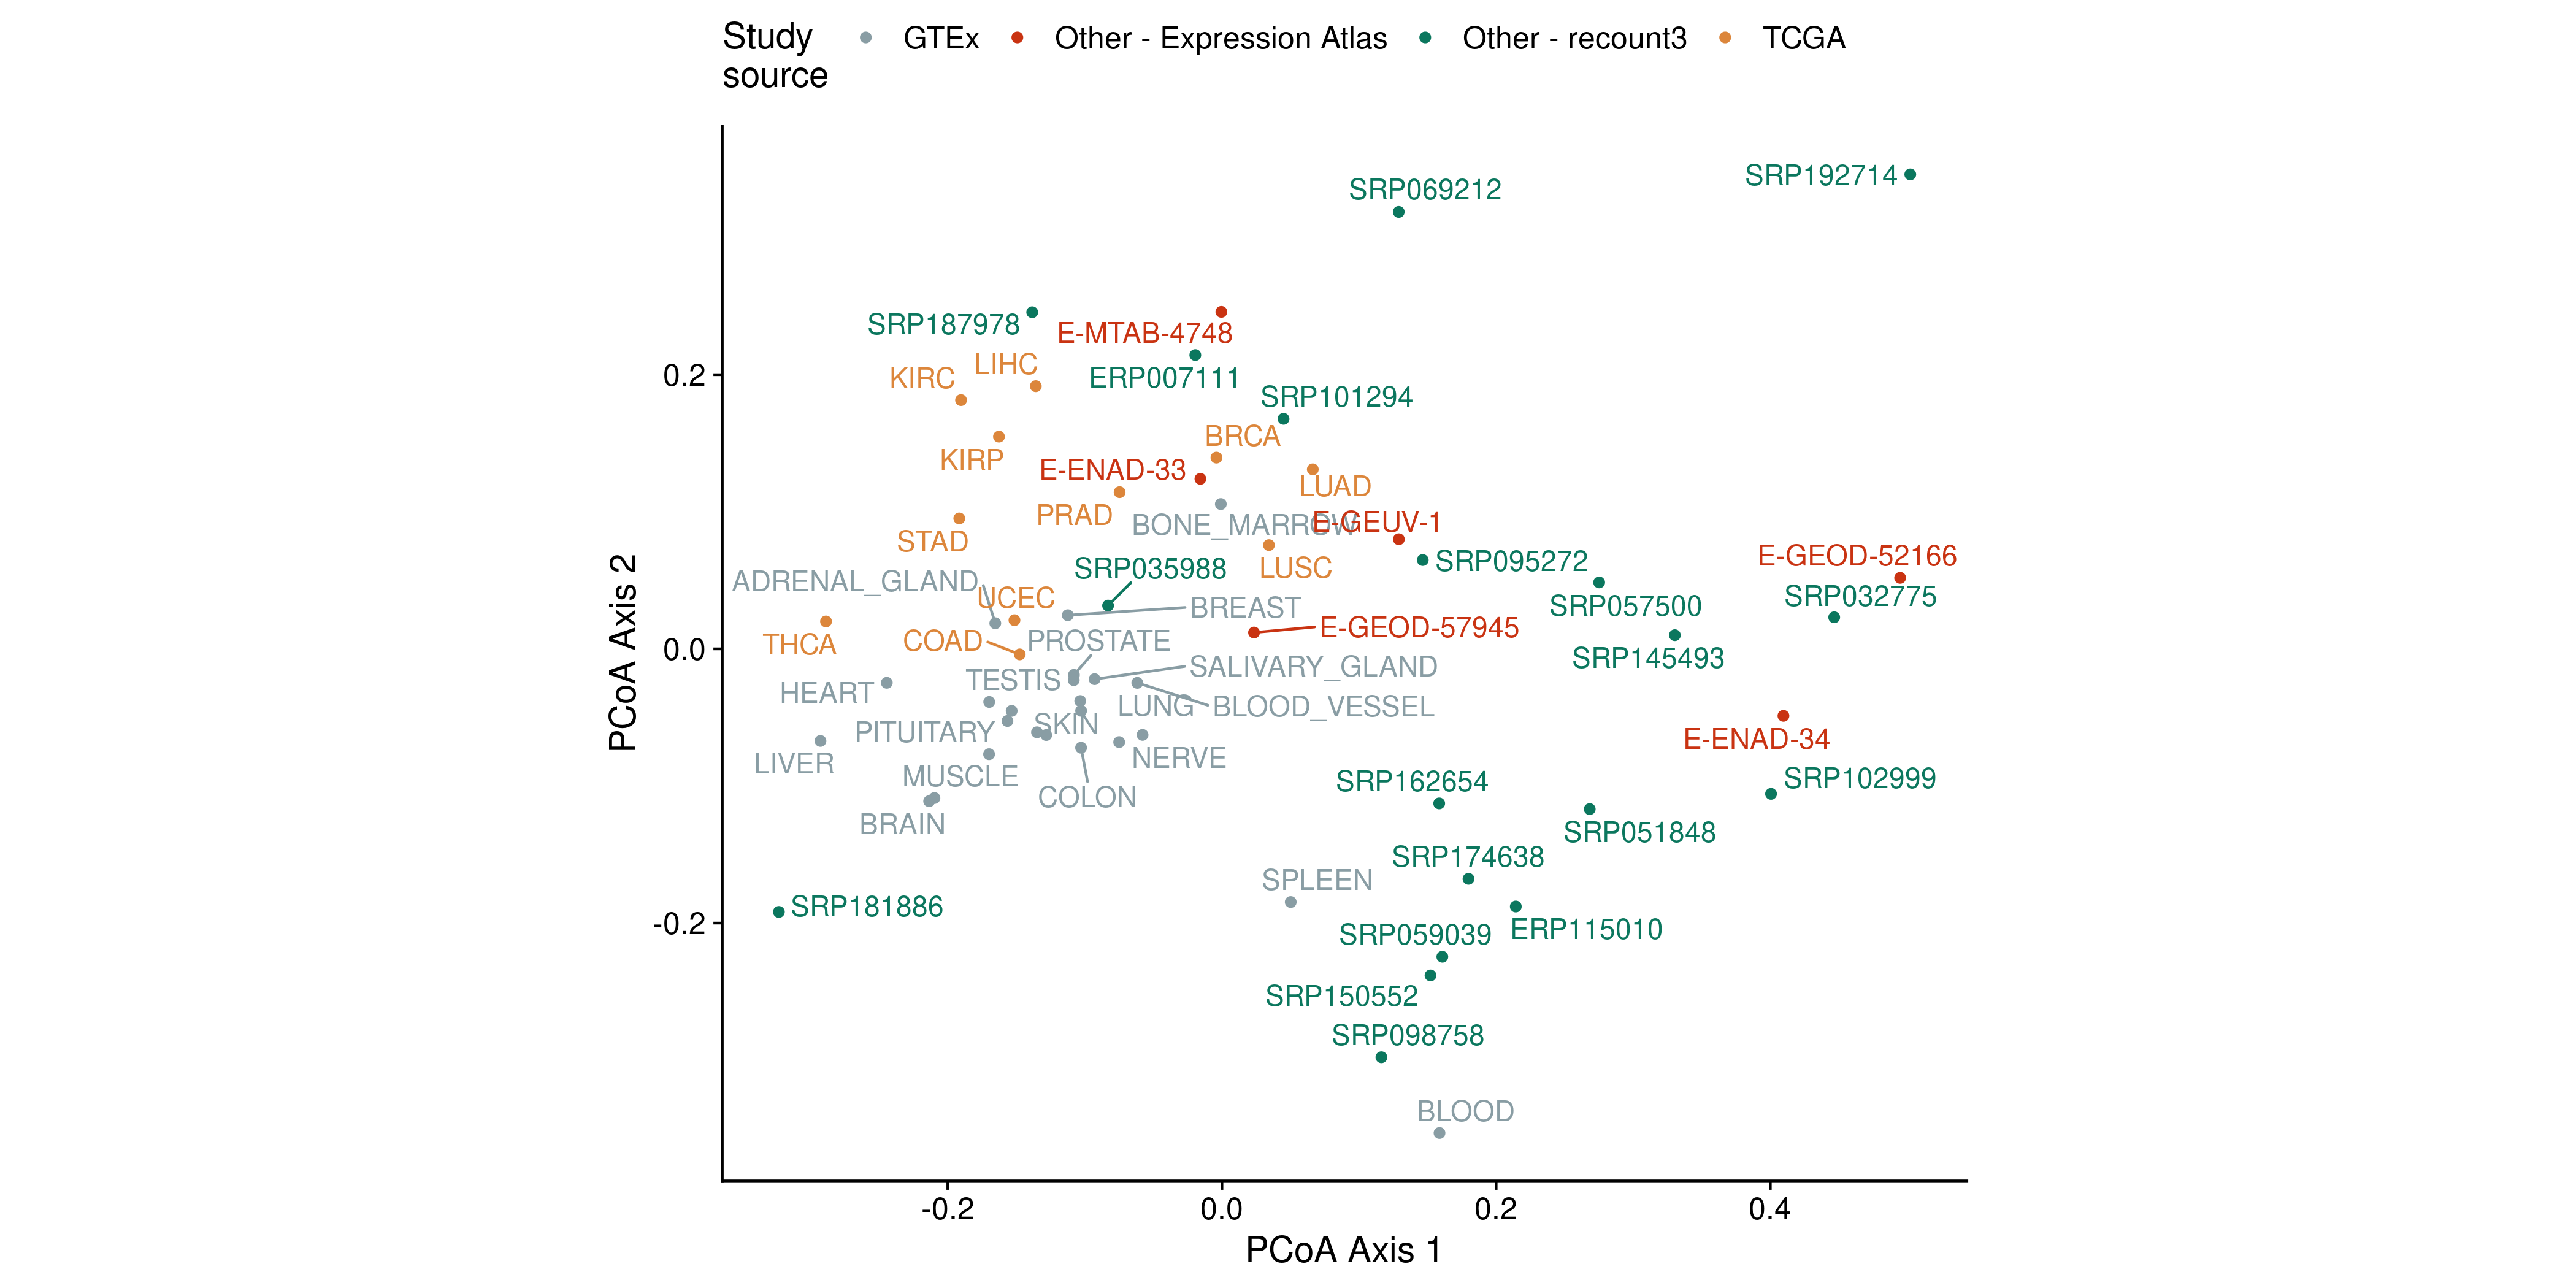 Study
source
GTEx
Other - Expression Atlas
Other - recount3
TCGA
SRP192714
SRP069212
SRP187978
E-MTAB-4748
LIHC
KIRC
ERP007111
0.2
SRP101294
BRCA
KIRP
E-ENAD-33
LUAD
PRAD
BONE_MARROW
E-GEUV-1
STAD
SRP035988
LUSC
SRP095272
E-GEOD-52166
ADRENAL_GLAND
UCEC
BREAST
SRP057500
SRP032775
E-GEOD-57945
THCA
COAD
PROSTATE
0.0
SRP145493
SALIVARY_GLAND
TESTIS
HEART
LUNG
BLOOD_VESSEL
SKIN
PITUITARY
E-ENAD-34
LIVER
NERVE
MUSCLE
COLON
SRP162654
SRP102999
BRAIN
SRP051848
SRP174638
SPLEEN
SRP181886
-0.2
SRP059039
ERP115010
SRP150552
SRP098758
BLOOD
PCoA Axis 2
-0.2
0.0
0.2
0.4
PCoA Axis 1